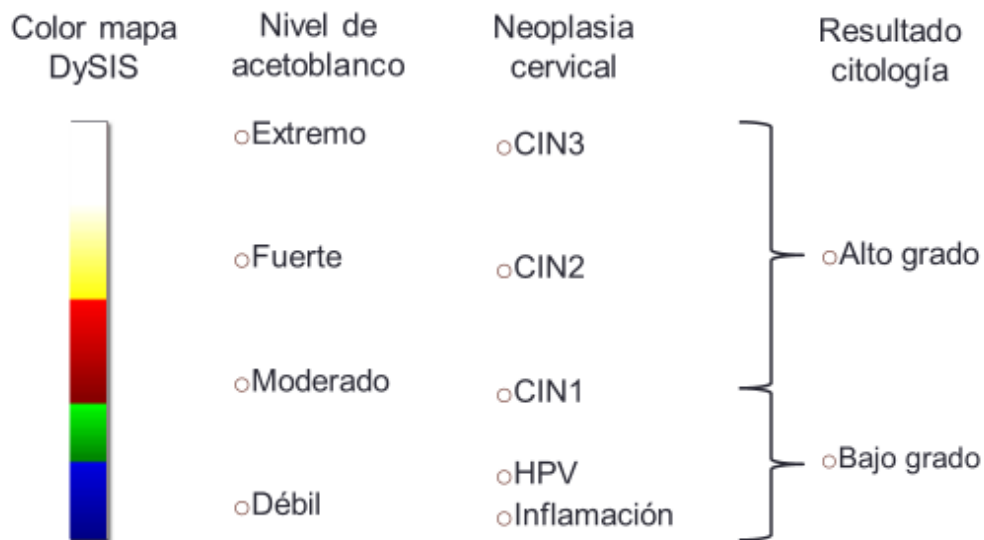 Color mapa
DySIS
Nivel de
acetoblanco
Neoplasia
cervical
Resultado
citología
Extremo
CIN3
Fuerte
CIN2
Alto grado
Moderado
CIN1
HPV
Bajo grado
Débil
Inflamación